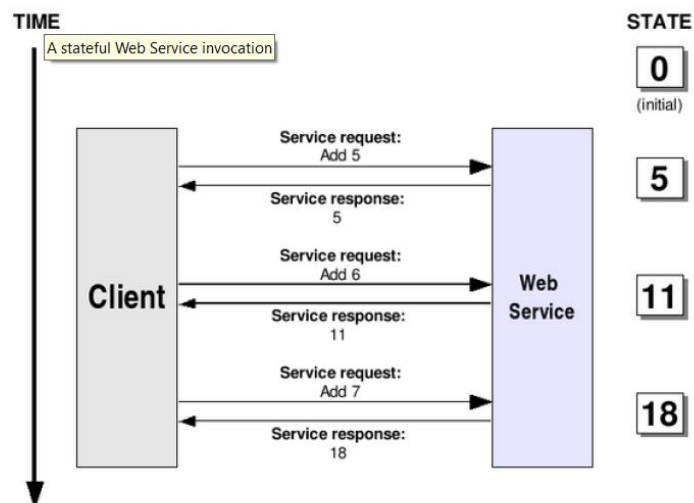 TIME
STATE
A stateful Web Service invocation
0
(initial)
Service request:
Add 5
5
Service response:
5
Service request:
Add 6
Client
Web
Service
11
Service response:
11
Service request:
Add 7
18
Service response:
18